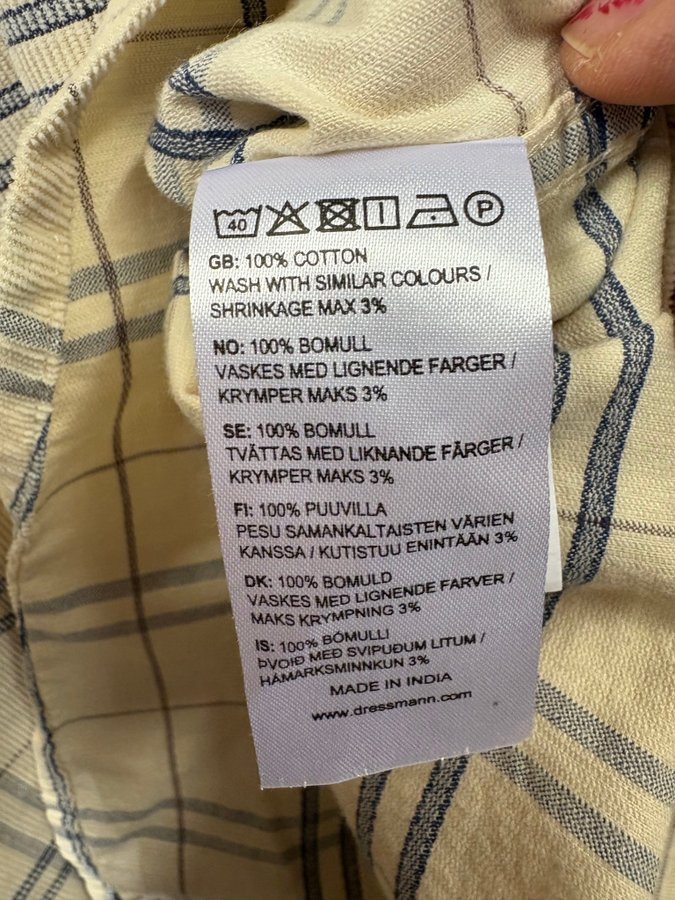 40 P
GB: 100% COTTON
WASH WITH SIMILAR COLOURS /
SHRINKAGE MAX 3%
NO: 100% BOMULL
VASKES MED LIGNENDE FARGER /
KRYMPER MAKS 3%
SE: 100% BOMULL
TVÄTTAS MED LIKNANDE FÄRGER /
KRYMPER MAKS 3%
FI: 100% PUUVILLA
PESU SAMANKALTAISTEN VÄRIEN
KANSSA / KUTISTUU ENINTÄÄN 3%
DK: 100% BOMULD
VASKES MED LIGNENDE FARVER /
MAKS KRYMPNING 3%
IS: 100% BÓMULLI
ÞVOIÐ MEÐ SVIPUÐUM LITUM /
HÁMARKSMINNKUN 3%
MADE IN INDIA
www.dressmann.com